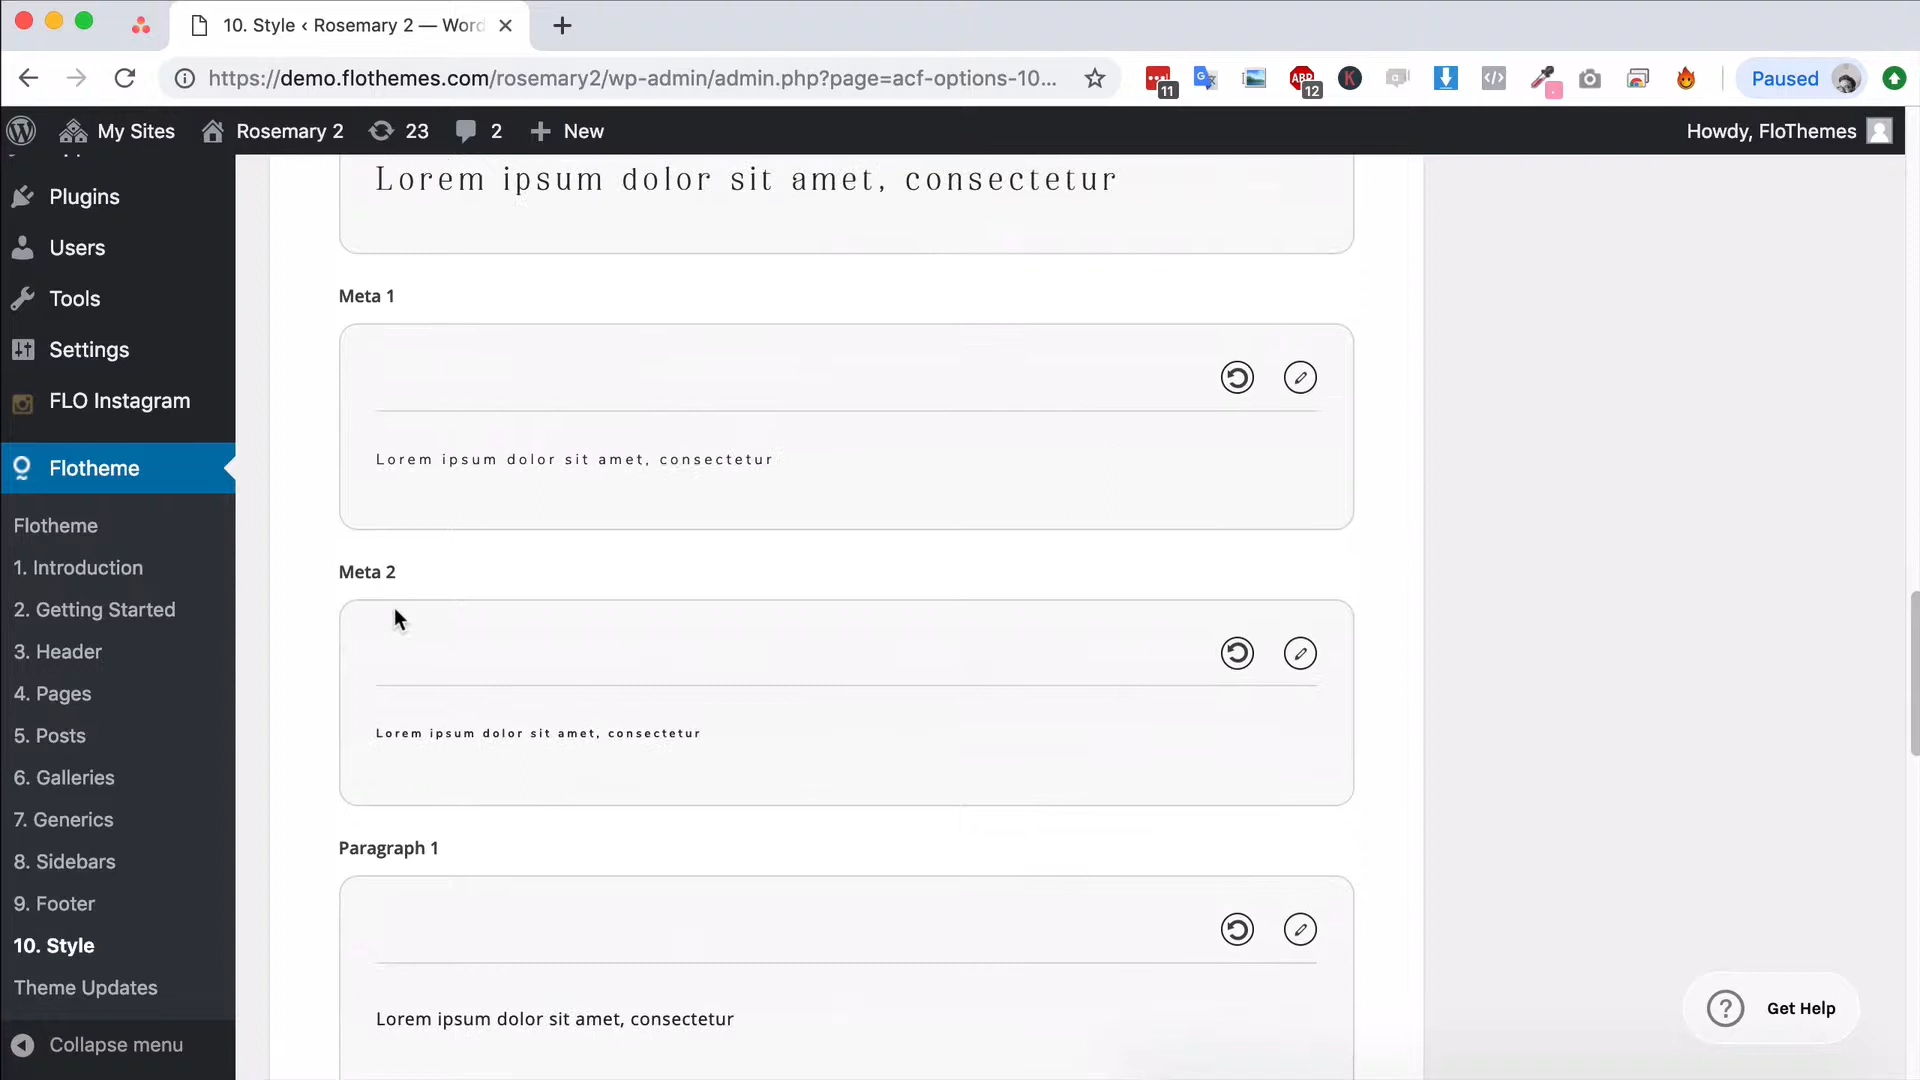 10. Style ‹ Rosemary 2 — Word
https://demo.flothemes.com/rosemary2/wp-admin/admin.php?page=acf-options-10...
11
ABP
12
K
Paused
My Sites
Rosemary 2
23
2
New
Howdy, FloThemes
Plugins
Users
Tools
Settings
FLO Instagram
Flotheme
Flotheme
1. Introduction
2. Getting Started
3. Header
4. Pages
5. Posts
6. Galleries
7. Generics
8. Sidebars
9. Footer
10. Style
Theme Updates
Collapse menu
Lorem ipsum dolor sit amet, consectetur
Meta 1
Lorem ipsum dolor sit amet, consectetur
Meta 2
Lorem ipsum dolor sit amet, consectetur
Paragraph 1
Lorem ipsum dolor sit amet, consectetur
Get Help